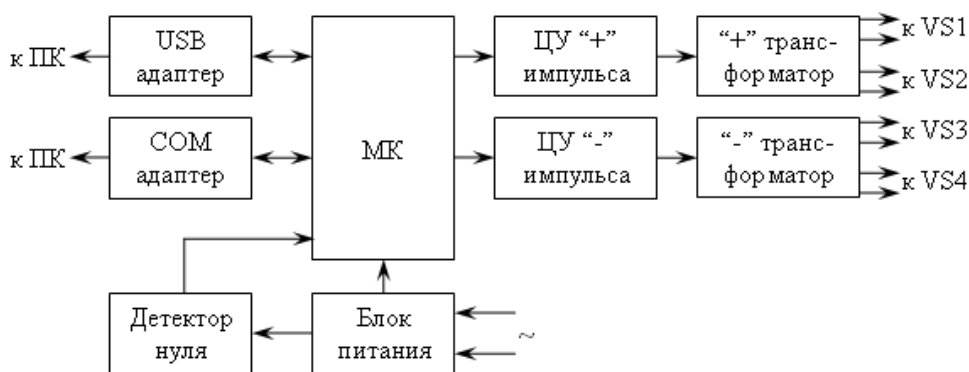 к ПК
USB
адаптер
МК
ЦУ “+”
импульса
“+” транс-
форматор
к VS1
к VS2
к ПК
COM
адаптер
ЦУ “-”
импульса
“-” транс-
форматор
к VS3
к VS4
Детектор
нуля
Блок
питания
~